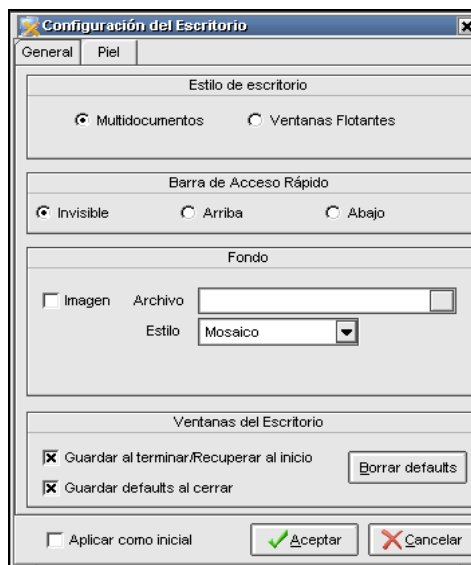 Configuración del Escritorio
General Piel
Estilo de escritorio
Multidocumentos Ventanas Flotantes
Barra de Acceso Rápido
Invisible Arriba Abajo
Fondo
Imagen Archivo
Estilo Mosaico
Ventanas del Escritorio
Guardar al terminar/Recuperar al inicio
Borrar defaults
Guardar defaults al cerrar
Aplicar como inicial Aceptar Cancelar